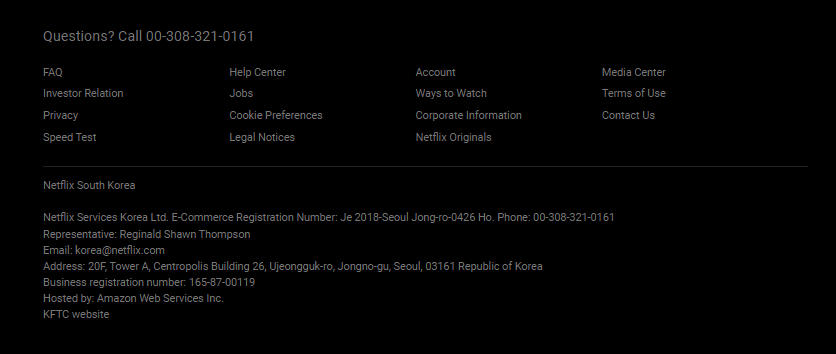 Questions? Call 00-308-321-0161
FAQ Help Center Account Media Center
Investor Relation Jobs Ways to Watch Terms of Use
Privacy Cookie Preferences Corporate Information Contact Us
Speed Test Legal Notices Netflix Originals
Netflix South Korea
Netflix Services Korea Ltd. E-Commerce Registration Number: Je 2018-Seoul Jong-ro-0426 Ho. Phone: 00-308-321-0161
Representative: Reginald Shawn Thompson
Email: korea@netflix.com
Address: 20F, Tower A, Centropolis Building 26, Ujeongguk-ro, Jongno-gu, Seoul, 03161 Republic of Korea
Business registration number: 165-87-00119
Hosted by: Amazon Web Services Inc.
KFTC website